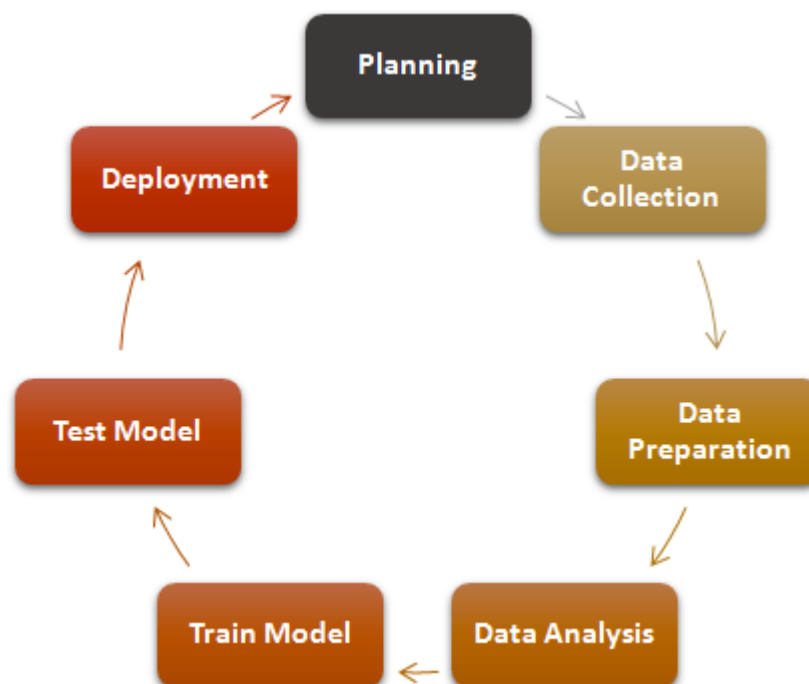 Planning
Data
Collection
Data
Preparation
Data Analysis
Train Model
Test Model
Deployment